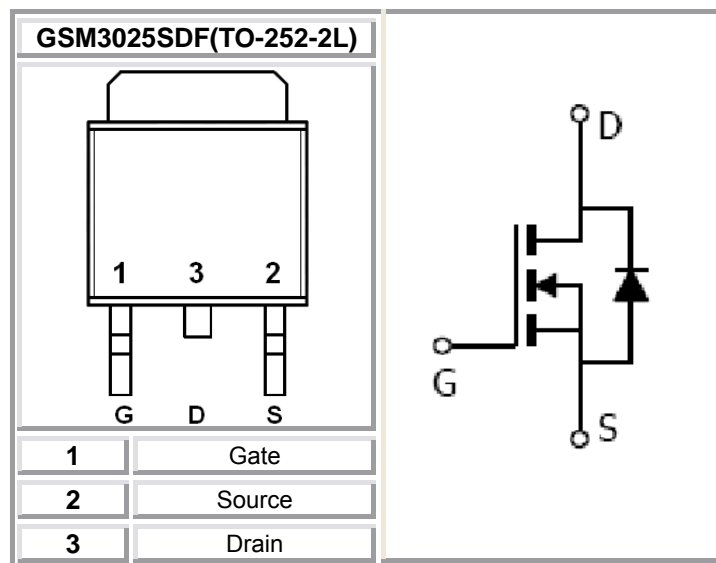 GSM3025SDF(TO-252-2L)
1 3 2
G D S
1 Gate
2 Source
3 Drain
D
G
S